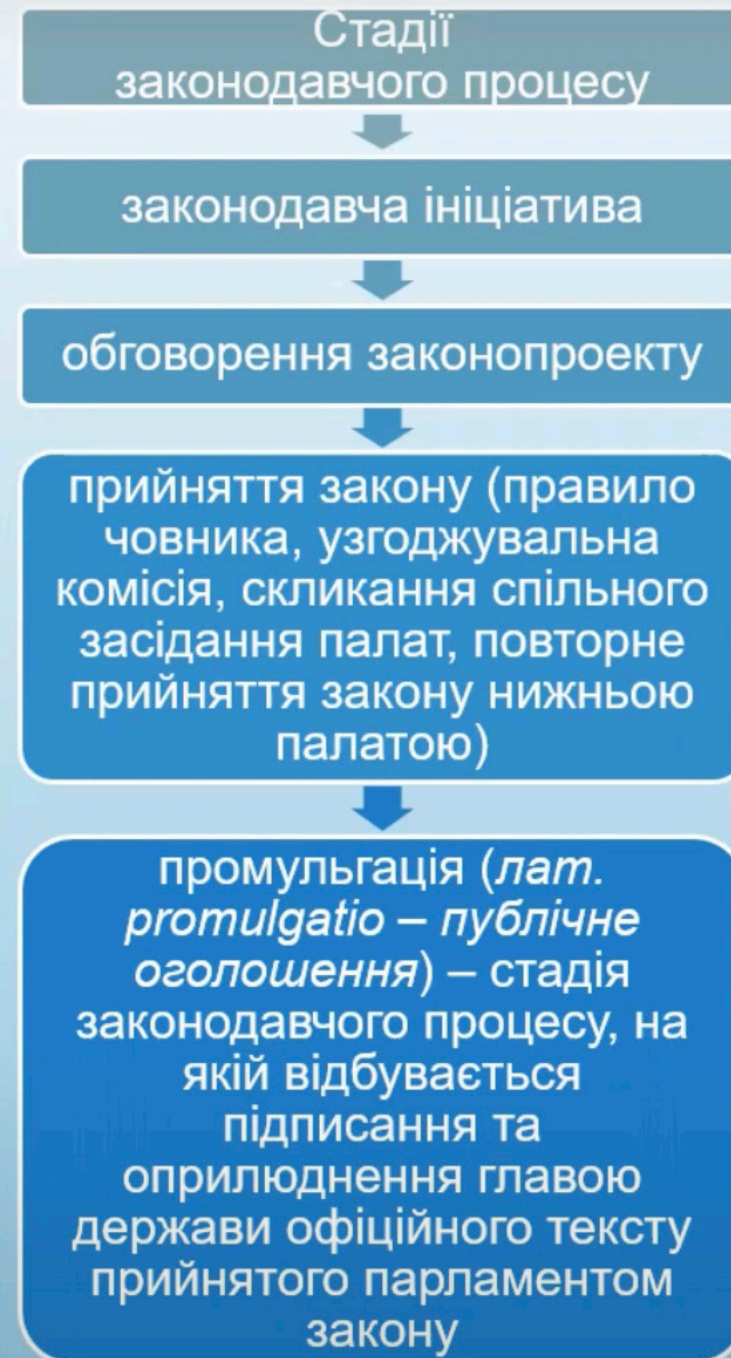 Стадії
законодавчого процесу
законодавча ініціатива
обговорення законопроекту
прийняття закону (правило
човника, узгоджувальна
комісія, скликання спільного
засідання палат, повторне
прийняття закону нижньою
палатою)
промульгація (лат.
promulgatio – публічне
оголошення) – стадія
законодавчого процесу, на
якій відбувається
підписання та
оприлюднення главою
держави офіційного тексту
прийнятого парламентом
закону